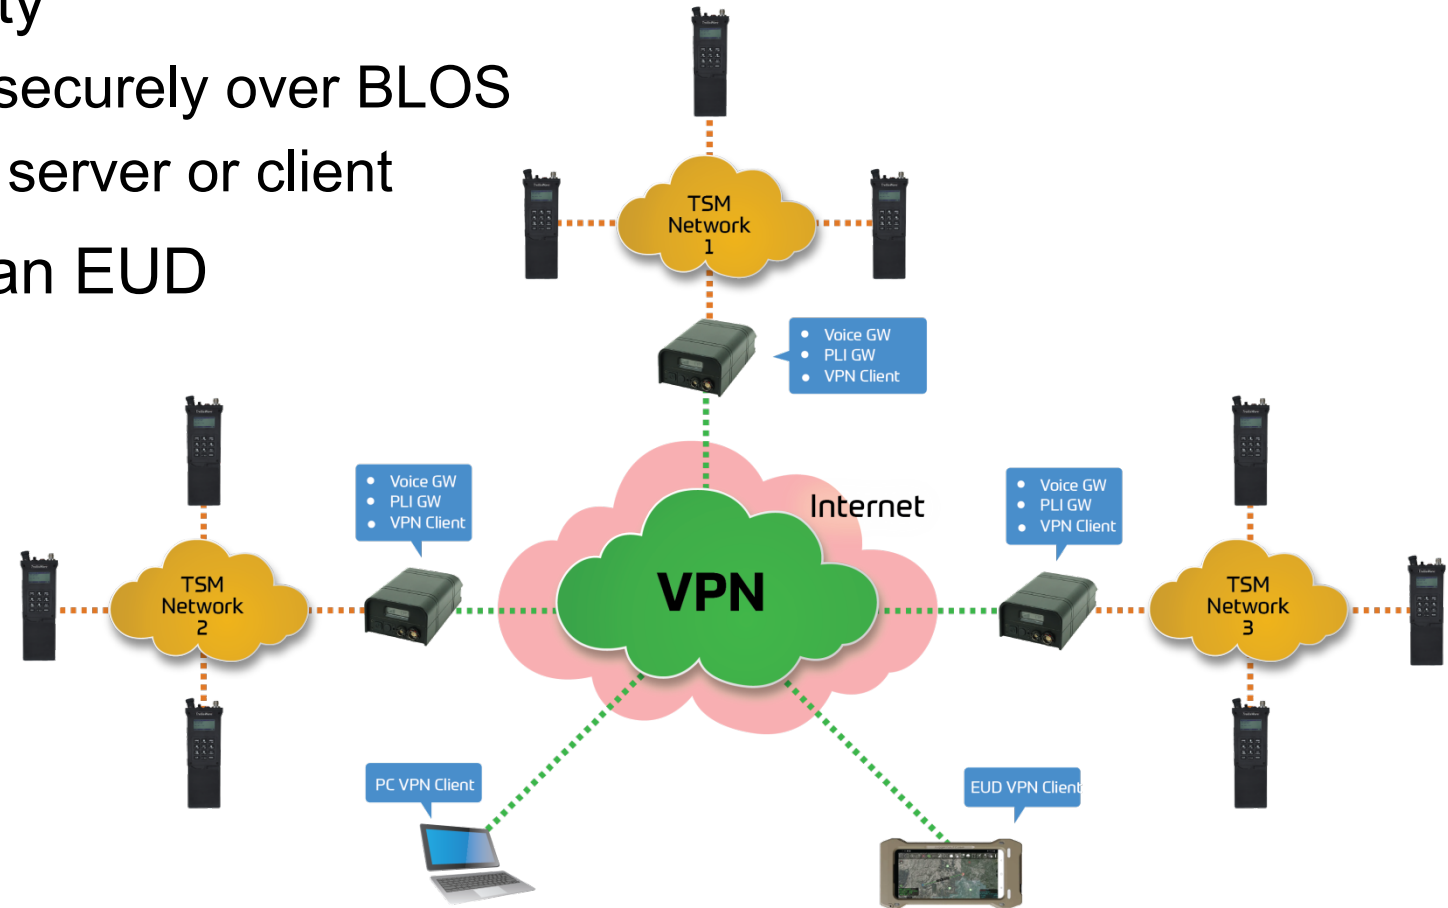 ty
securely over BLOS
server or client
an EUD
TSM
Network
1
Voice GW
PLI GW
VPN Client
Voice GW
PLI GW
VPN Client
Internet
Voice GW
PLI GW
VPN Client
VPN
TSM
Network
2
TSM
Network
3
PC VPN Client
EUD VPN Client